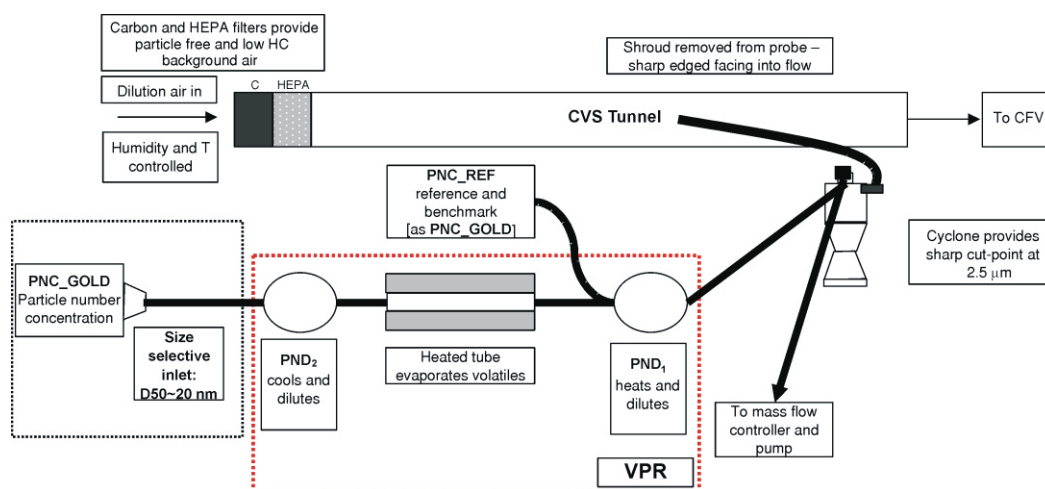 Carbon and HEPA filters provide
particle free and low HC
background air
Shroud removed from probe –
sharp edged facing into flow
Dilution air in
C HEPA
CVS Tunnel
To CFV
Humidity and T
controlled
PNC_REF
reference and
benchmark
[as PNC_GOLD]
Cyclone provides
sharp cut-point at
2.5 μm
PNC_GOLD
Particle number
concentration
Size
selective
inlet:
D50~20 nm
PND2
cools and
dilutes
Heated tube
evaporates volatiles
PND1
heats and
dilutes
To mass flow
controller and
pump
VPR